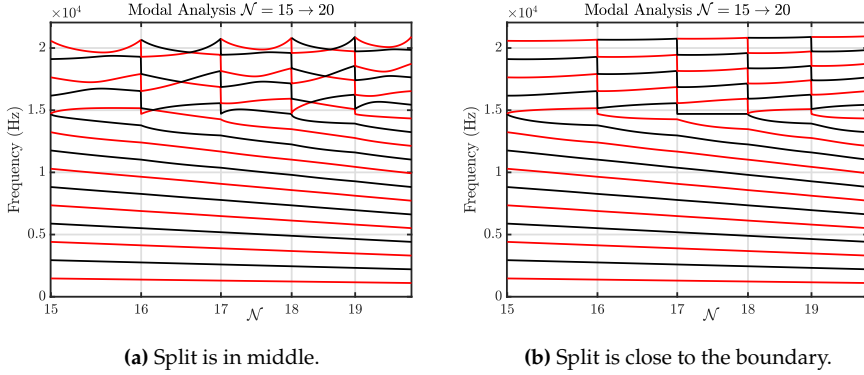 ×10⁴ Modal Analysis 𝒩 = 15 → 20
2
1.5
1
0.5
0
Frequency (Hz)
15 16 17 18 19
𝒩
(a) Split is in middle.
×10⁴ Modal Analysis 𝒩 = 15 → 20
2
1.5
1
0.5
0
Frequency (Hz)
15 16 17 18 19
𝒩
(b) Split is close to the boundary.